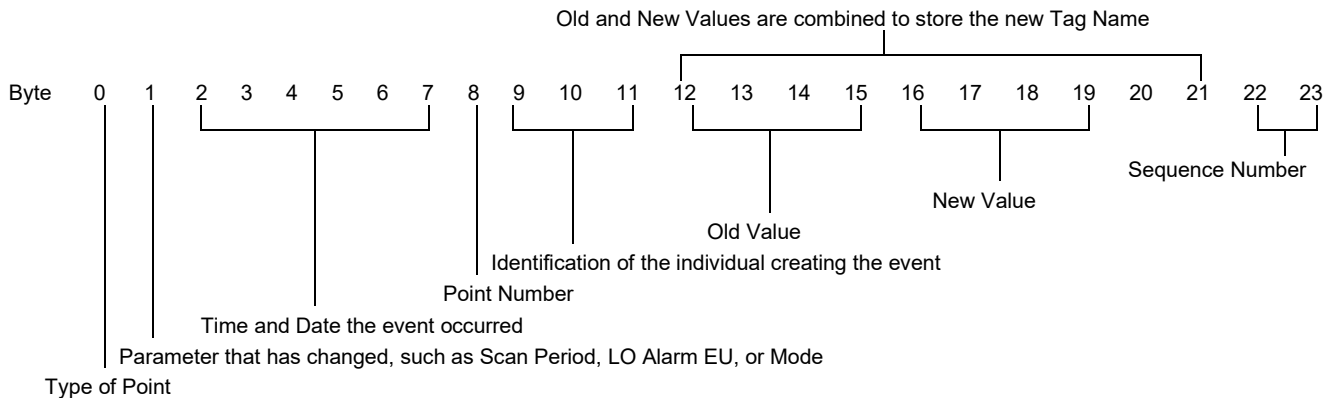 Old and New Values are combined to store the new Tag Name
Byte 0 1 2 3 4 5 6 7 8 9 10 11 12 13 14 15 16 17 18 19 20 21 22 23
Sequence Number
New Value
Old Value
Identification of the individual creating the event
Point Number
Time and Date the event occurred
Parameter that has changed, such as Scan Period, LO Alarm EU, or Mode
Type of Point